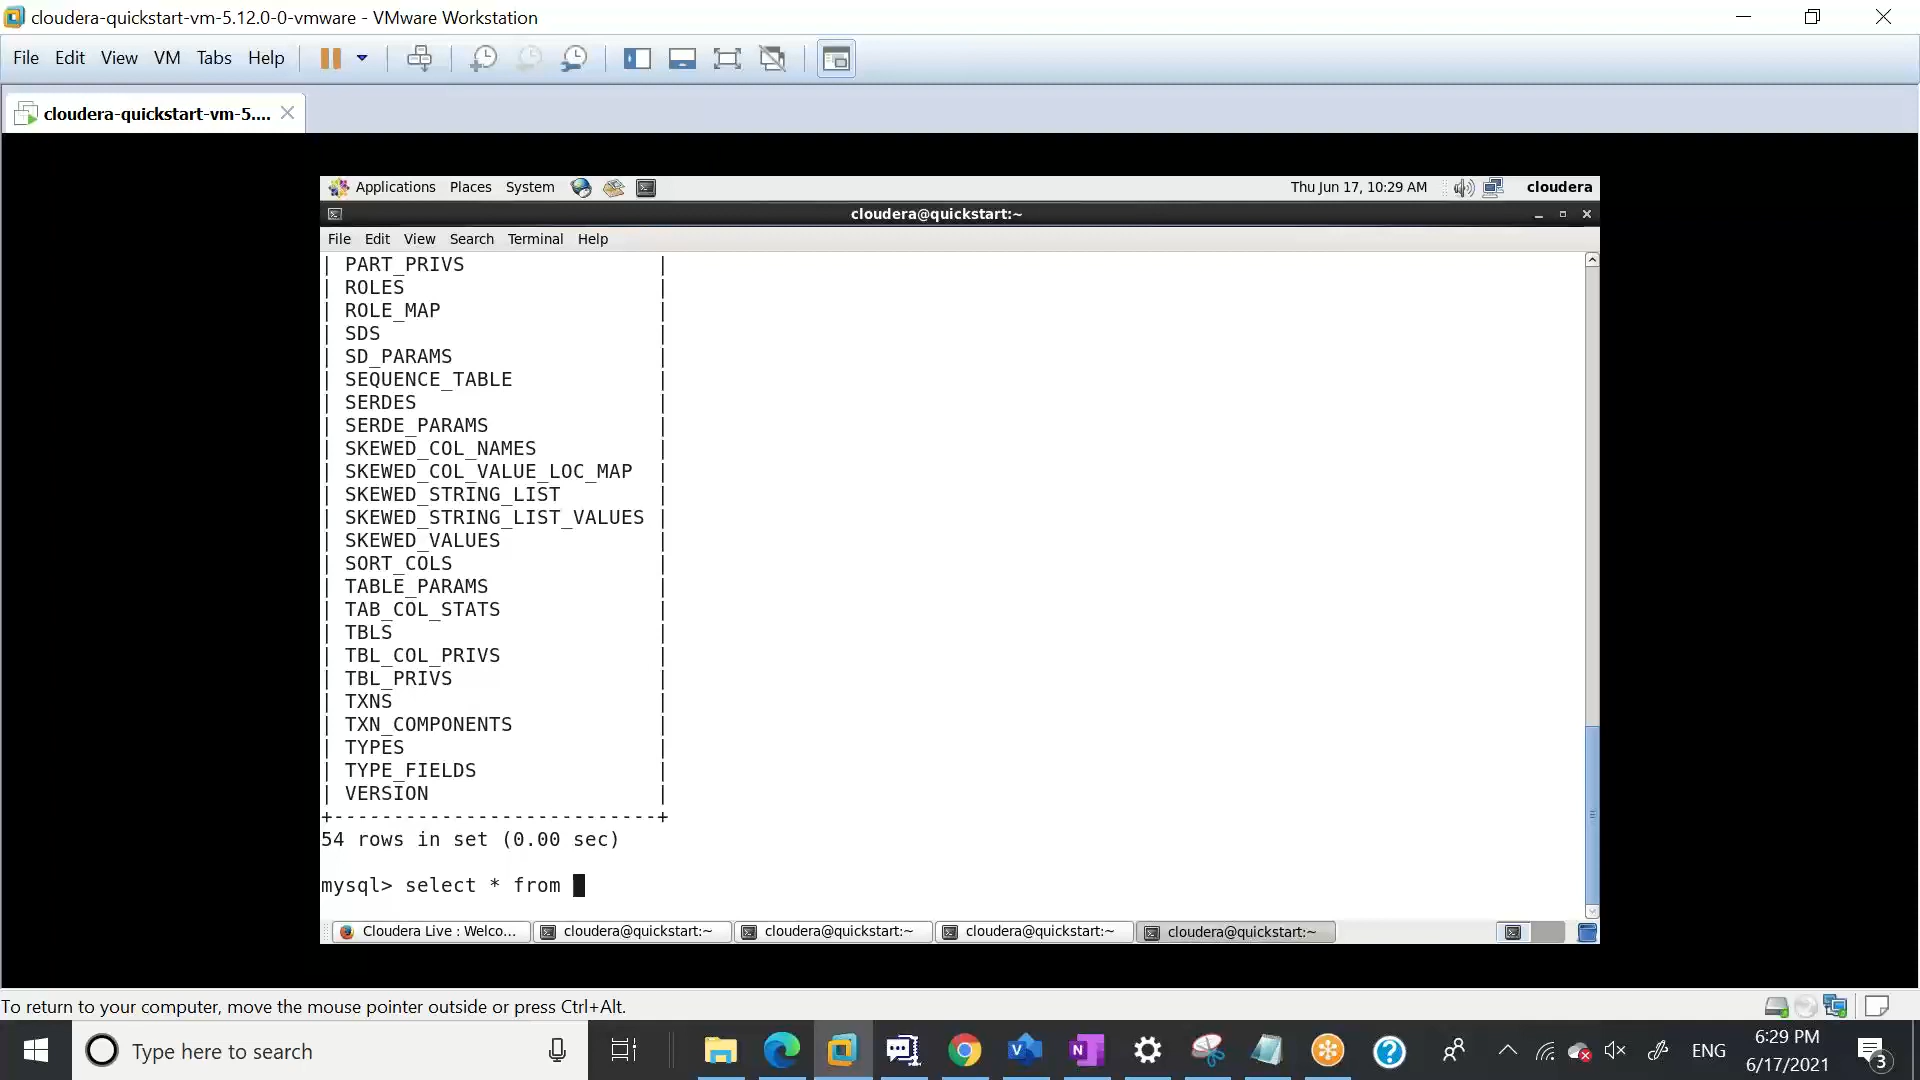 cloudera-quickstart-vm-5.12.0-0-vmware - VMware Workstation
File Edit View VM Tabs Help
cloudera-quickstart-vm-5....
Applications Places System Thu Jun 17, 10:29 AM cloudera
cloudera@quickstart:~
File Edit View Search Terminal Help
| PART_PRIVS |
| ROLES |
| ROLE_MAP |
| SDS |
| SD_PARAMS |
| SEQUENCE_TABLE |
| SERDES |
| SERDE_PARAMS |
| SKEWED_COL_NAMES |
| SKEWED_COL_VALUE_LOC_MAP |
| SKEWED_STRING_LIST |
| SKEWED_STRING_LIST_VALUES |
| SKEWED_VALUES |
| SORT_COLS |
| TABLE_PARAMS |
| TAB_COL_STATS |
| TBLS |
| TBL_COL_PRIVS |
| TBL_PRIVS |
| TXNS |
| TXN_COMPONENTS |
| TYPES |
| TYPE_FIELDS |
| VERSION |
+---------------------------+
54 rows in set (0.00 sec)
mysql> select * from
Cloudera Live : Welco... cloudera@quickstart:~ cloudera@quickstart:~ cloudera@quickstart:~ cloudera@quickstart:~
To return to your computer, move the mouse pointer outside or press Ctrl+Alt.
Type here to search ENG 6:29 PM
6/17/2021 3